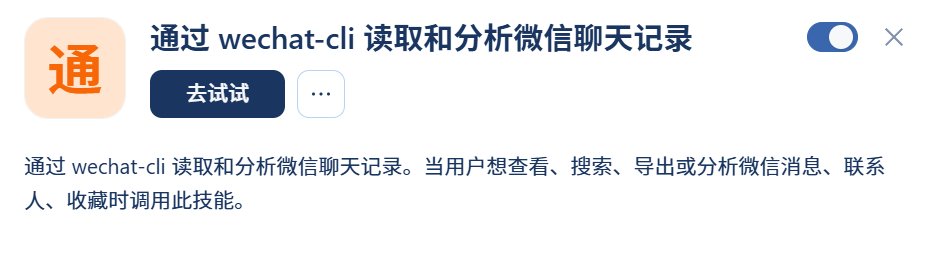 通
通过 wechat-cli 读取和分析微信聊天记录
去试试
...
通过 wechat-cli 读取和分析微信聊天记录。当用户想查看、搜索、导出或分析微信消息、联系
人、收藏时调用此技能。